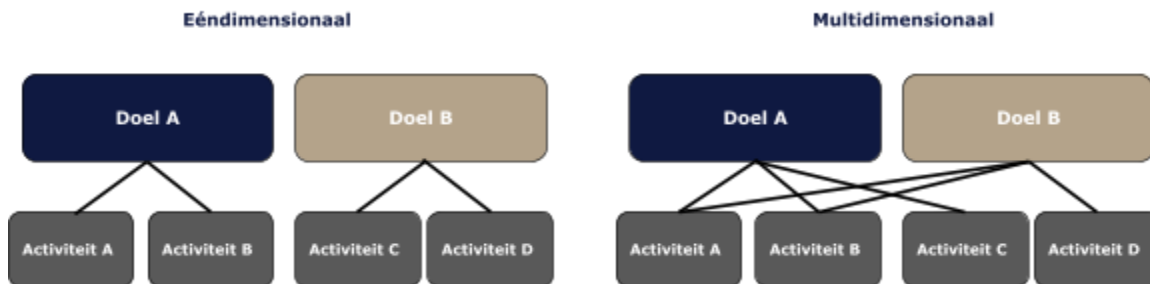 Eéndimensionaal
Multidimensionaal
Doel A
Doel B
Doel A
Doel B
Activiteit A
Activiteit B
Activiteit C
Activiteit D
Activiteit A
Activiteit B
Activiteit C
Activiteit D